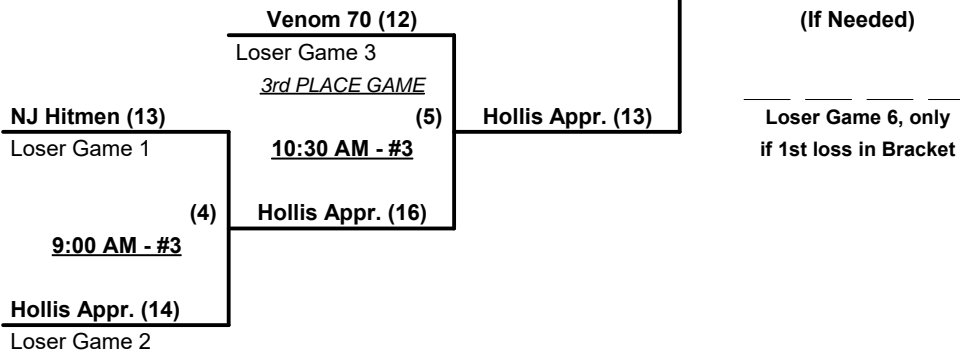 Venom 70 (12)
(If Needed)
Loser Game 3
3rd PLACE GAME
NJ Hitmen (13)
(5)
Hollis Appr. (13)
Loser Game 6, only
Loser Game 1
10:30 AM - #3
if 1st loss in Bracket
(4)
Hollis Appr. (16)
9:00 AM - #3
Hollis Appr. (14)
Loser Game 2